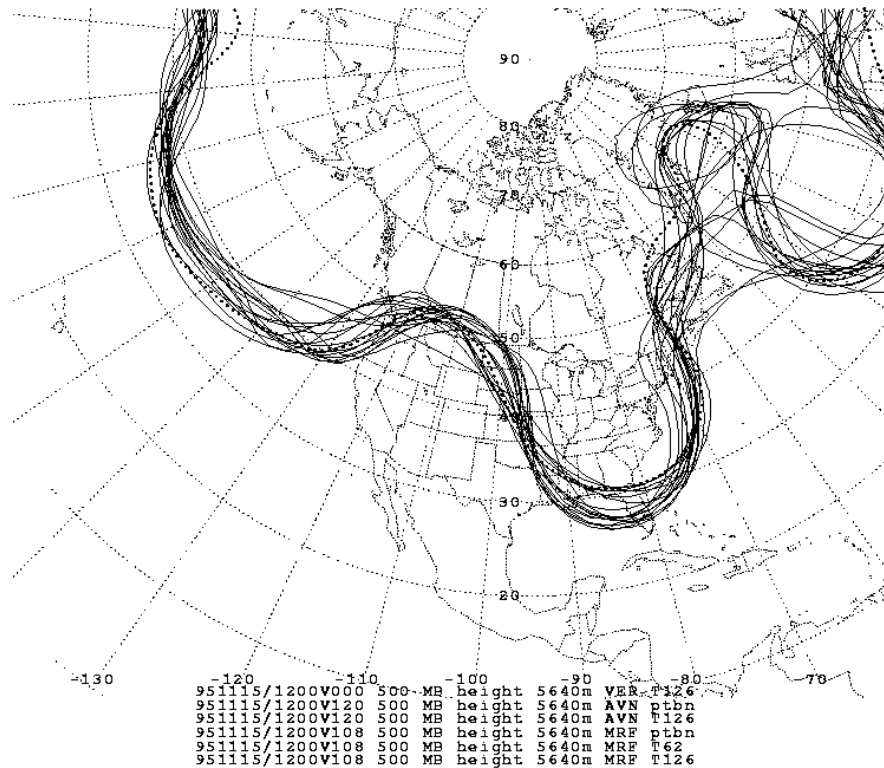 90
80
70
60
50
40
30
20
-130 -120 -110 -100 -90 -80 70
951115/1200V000 500 MB height 5640m VER T126
951115/1200V120 500 MB height 5640m AVN ptbn
951115/1200V120 500 MB height 5640m AVN T126
951115/1200V108 500 MB height 5640m MRF ptbn
951115/1200V108 500 MB height 5640m MRF T62
951115/1200V108 500 MB height 5640m MRF T126